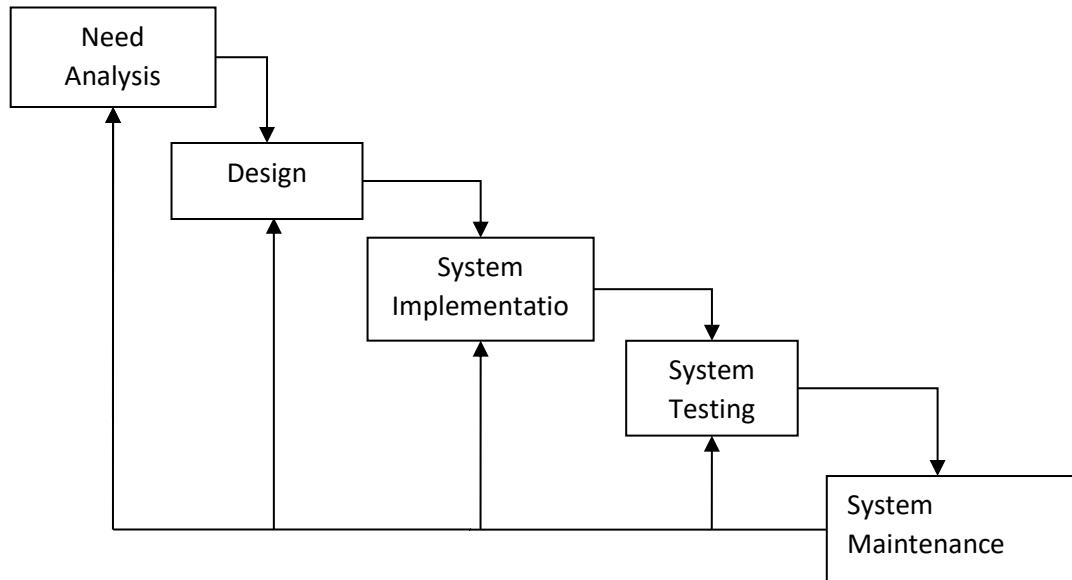 Need
Analysis
Design
System
Implementatio
System
Testing
System
Maintenance